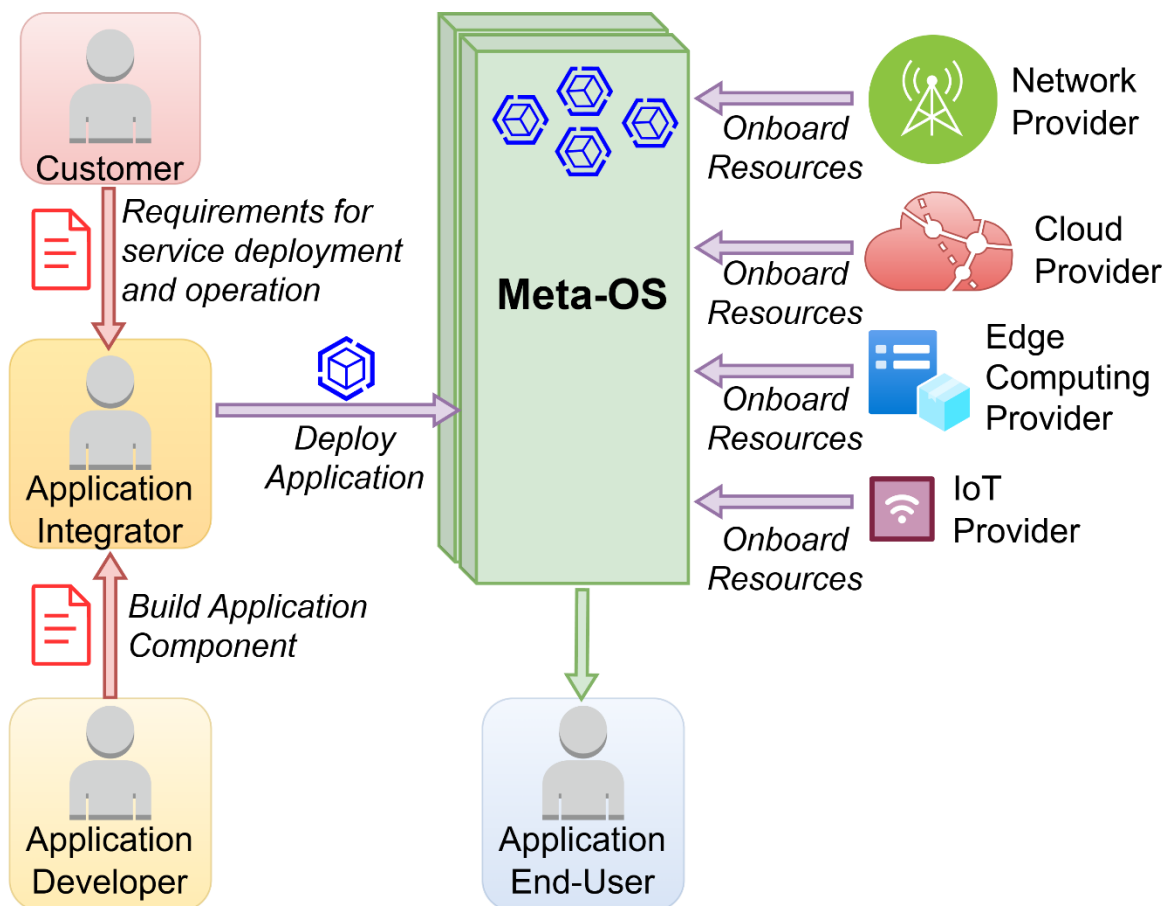 Customer
Requirements for
service deployment
and operation
Application
Integrator
Build Application
Component
Application
Developer
Deploy
Application
Meta-OS
Onboard
Resources
Network
Provider
Onboard
Resources
Cloud
Provider
Onboard
Resources
Edge
Computing
Provider
Onboard
Resources
IoT
Provider
Application
End-User